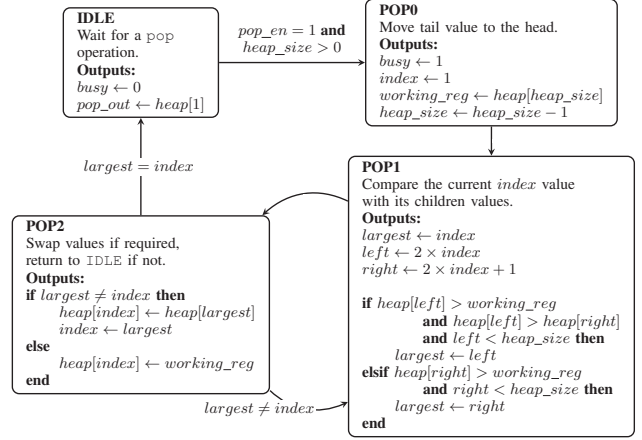 IDLE
Wait for a pop
operation.
Outputs:
busy ← 0
pop_out ← heap[1]
pop_en = 1 and
heap_size > 0
POP0
Move tail value to the head.
Outputs:
busy ← 1
index ← 1
working_reg ← heap[heap_size]
heap_size ← heap_size − 1
largest = index
POP1
Compare the current index value
with its children values.
Outputs:
largest ← index
left ← 2 × index
right ← 2 × index + 1
if heap[left] > working_reg
and heap[left] > heap[right]
and left < heap_size then
largest ← left
elsif heap[right] > working_reg
and right < heap_size then
largest ← right
end
POP2
Swap values if required,
return to IDLE if not.
Outputs:
if largest ≠ index then
heap[index] ← heap[largest]
index ← largest
else
heap[index] ← working_reg
end
largest ≠ index